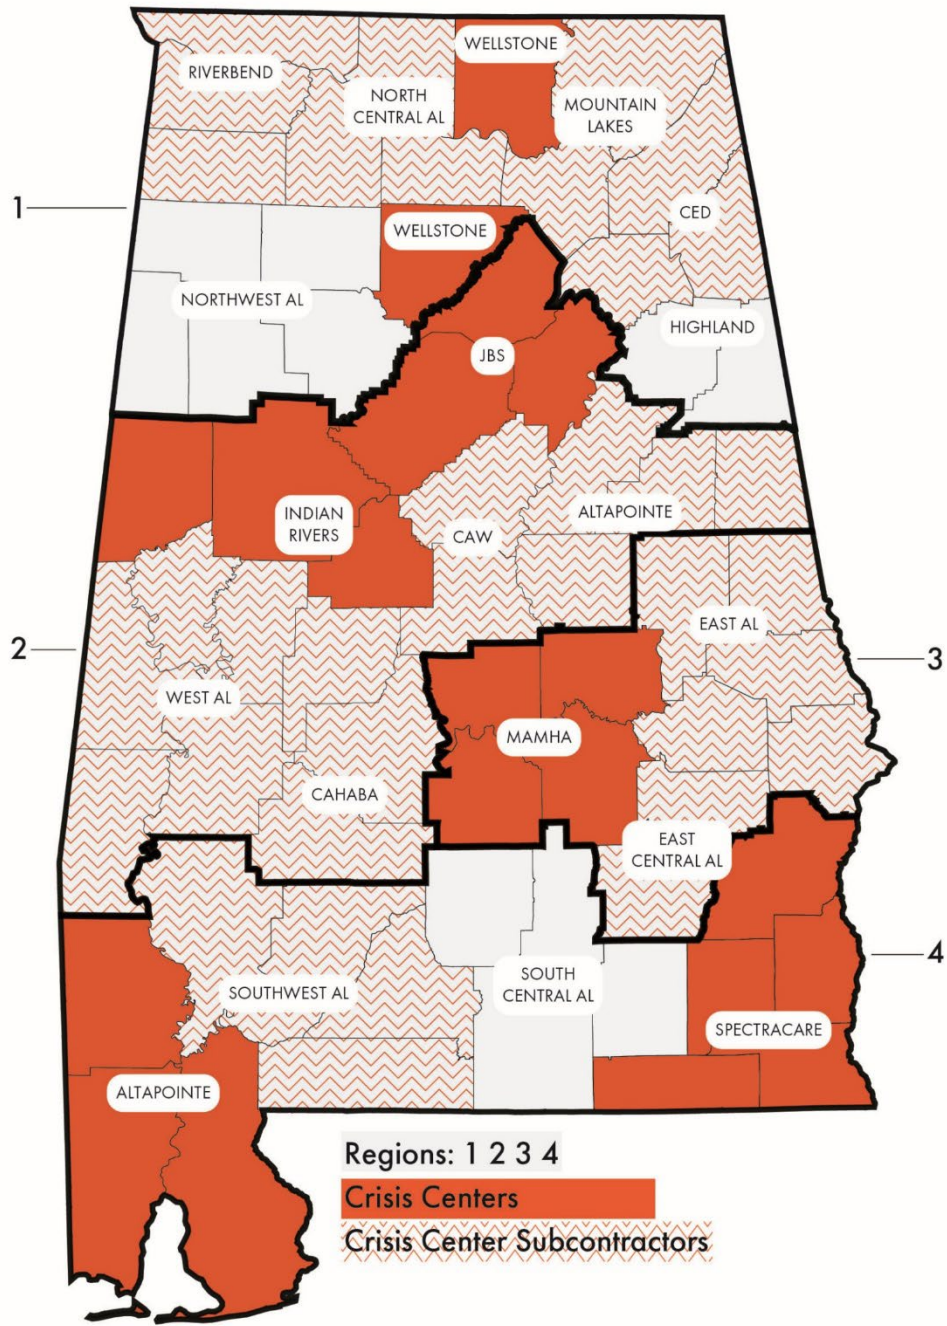 WELLSTONE
RIVERBEND
NORTH
CENTRAL AL
MOUNTAIN
LAKES
1
CED
WELLSTONE
NORTHWEST AL
HIGHLAND
JBS
INDIAN
RIVERS
ALTAPOINTE
CAW
EAST AL
2
3
WEST AL
MAMHA
CAHABA
EAST
CENTRAL AL
4
SOUTHWEST AL
SOUTH
CENTRAL AL
SPECTRACARE
ALTAPOINTE
Regions: 1 2 3 4
Crisis Centers
Crisis Center Subcontractors